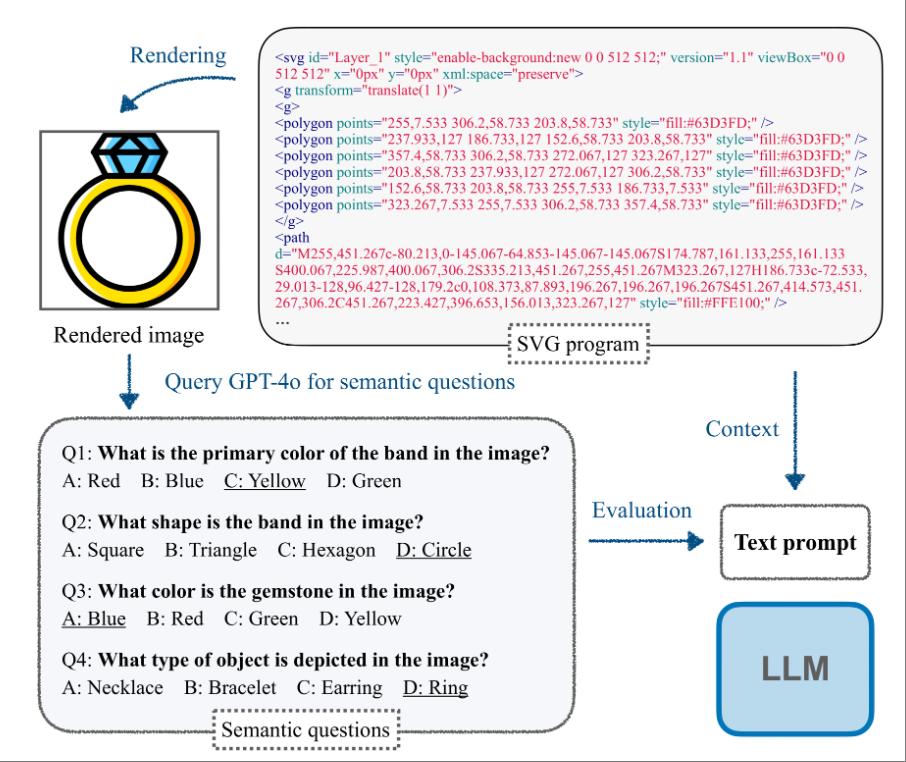 Rendering
<svg id="Layer_1" style="enable-background:new 0 0 512 512;" version="1.1" viewBox="0 0
512 512" x="0px" y="0px" xml:space="preserve">
<g transform="translate(1 1)">
<g>
<polygon points="255,7.533 306.2,58.733 203.8,58.733" style="fill:#63D3FD;" />
<polygon points="237.933,127 186.733,127 152.6,58.733 203.8,58.733" style="fill:#63D3FD;" />
<polygon points="357.4,58.733 306.2,58.733 272.067,127 323.267,127" style="fill:#63D3FD;" />
<polygon points="203.8,58.733 237.933,127 272.067,127 306.2,58.733" style="fill:#63D3FD;" />
<polygon points="152.6,58.733 203.8,58.733 255,7.533 186.733,7.533" style="fill:#63D3FD;" />
<polygon points="323.267,7.533 255,7.533 306.2,58.733 357.4,58.733" style="fill:#63D3FD;" />
</g>
<path
d="M255,451.267c-80.213,0-145.067-64.853-145.067-145.067S174.787,161.133,255,161.133
S400.067,225.987,400.067,306.2S335.213,451.267,255,451.267M323.267,127H186.733c-72.533,
29.013-128,96.427-128,179.2c0,108.373,87.893,196.267,196.267,196.267S451.267,414.573,451.
267,306.2C451.267,223.427,396.653,156.013,323.267,127" style="fill:#FFE100;" />
...
Rendered image
SVG program
Query GPT-4o for semantic questions
Context
Q1: What is the primary color of the band in the image?
A: Red B: Blue C: Yellow D: Green
Q2: What shape is the band in the image?
A: Square B: Triangle C: Hexagon D: Circle
Q3: What color is the gemstone in the image?
A: Blue B: Red C: Green D: Yellow
Q4: What type of object is depicted in the image?
A: Necklace B: Bracelet C: Earring D: Ring
Semantic questions
Evaluation
Text prompt
LLM